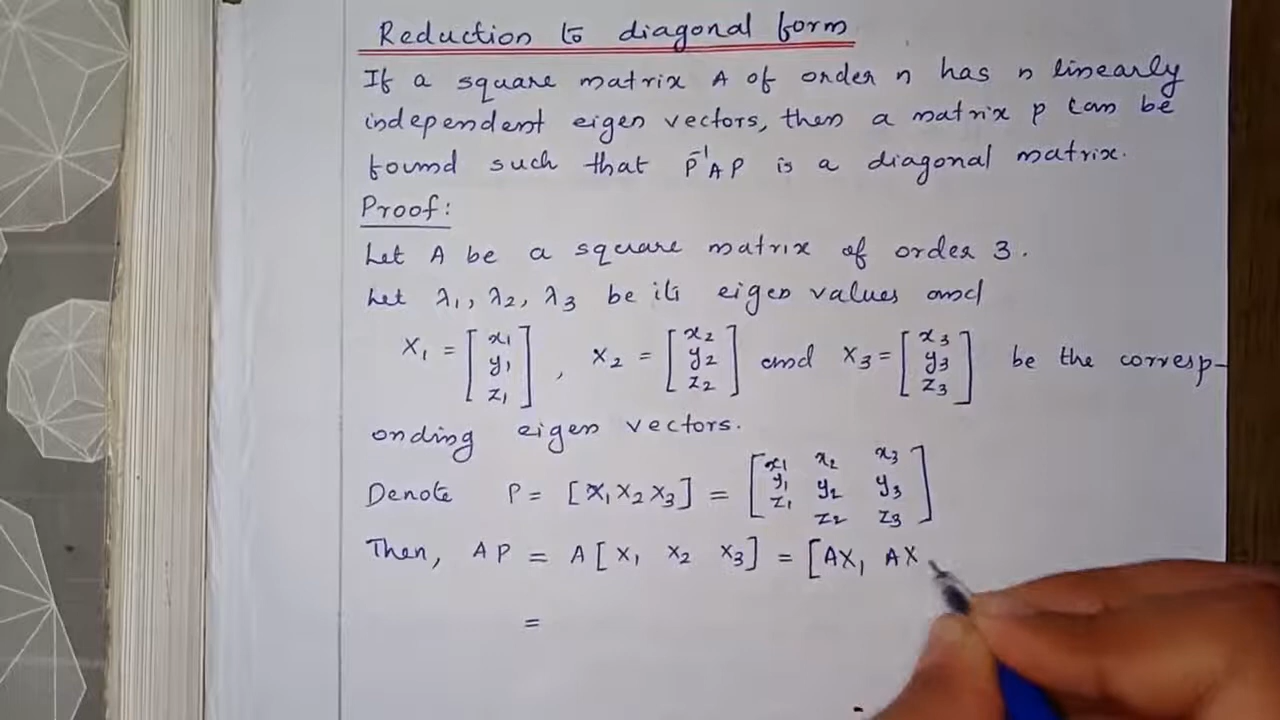 Reduction to diagonal form
If a square matrix A of order n has n linearly
independent eigen vectors, then a matrix p can be
found such that P⁻¹AP is a diagonal matrix.
Proof:
Let A be a square matrix of order 3.
Let λ₁, λ₂, λ₃ be its eigen values and
X₁ = [x₁ y₁ z₁], X₂ = [x₂ y₂ z₂] and X₃ = [x₃ y₃ z₃] be the corresp-
onding eigen vectors.
Denote P = [X₁ X₂ X₃] = [x₁ x₂ x₃ y₁ y₂ y₃ z₁ z₂ z₃]
Then, AP = A[X₁ X₂ X₃] = [AX₁ AX
=